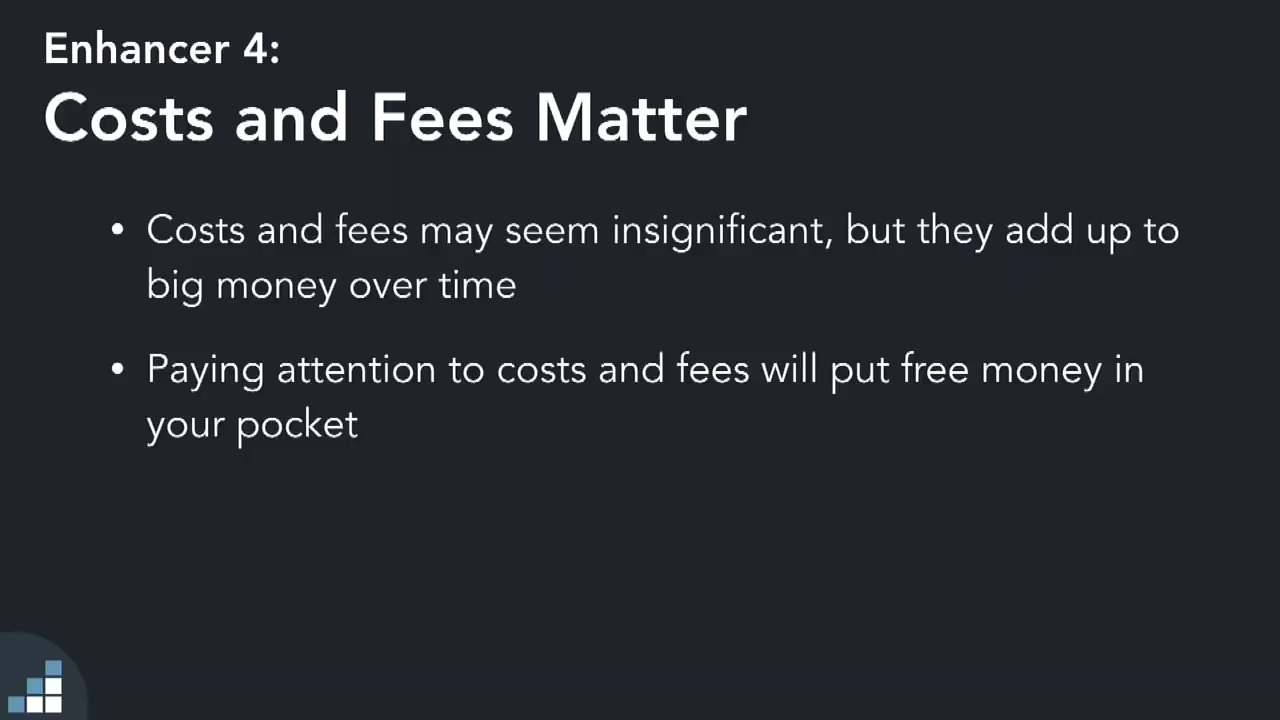 Enhancer 4:
Costs and Fees Matter
• Costs and fees may seem insignificant, but they add up to
big money over time
• Paying attention to costs and fees will put free money in
your pocket